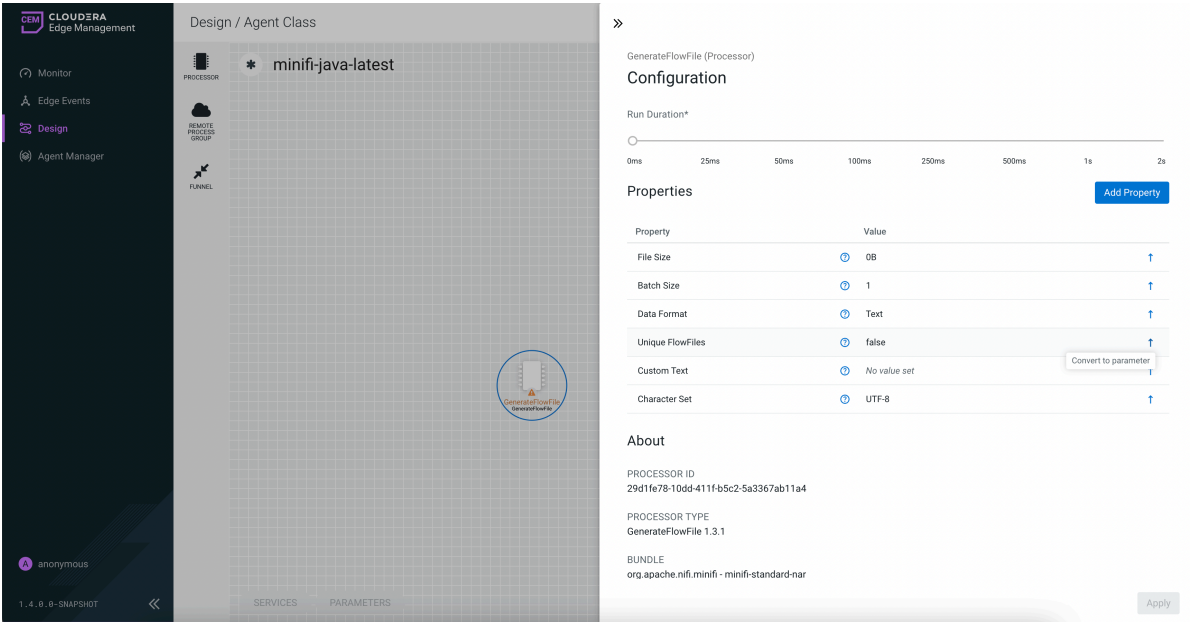 CEM CLOUDERA
Edge Management
Monitor
Edge Events
Design
Agent Manager
A anonymous
1.4.0.0-SNAPSHOT
Design / Agent Class
PROCESSOR
REMOTE
PROCESS
GROUP
FUNNEL
* minifi-java-latest
GenerateFlowFile
GenerateFlowFile
SERVICES PARAMETERS
GenerateFlowFile (Processor)
Configuration
Run Duration*
0ms 25ms 50ms 100ms 250ms 500ms 1s 2s
Properties Add Property
Property Value
File Size 0B
Batch Size 1
Data Format Text
Unique FlowFiles false
Convert to parameter
Custom Text No value set
Character Set UTF-8
About
PROCESSOR ID
29d1fe78-10dd-411f-b5c2-5a3367ab11a4
PROCESSOR TYPE
GenerateFlowFile 1.3.1
BUNDLE
org.apache.nifi.minifi - minifi-standard-nar
Apply